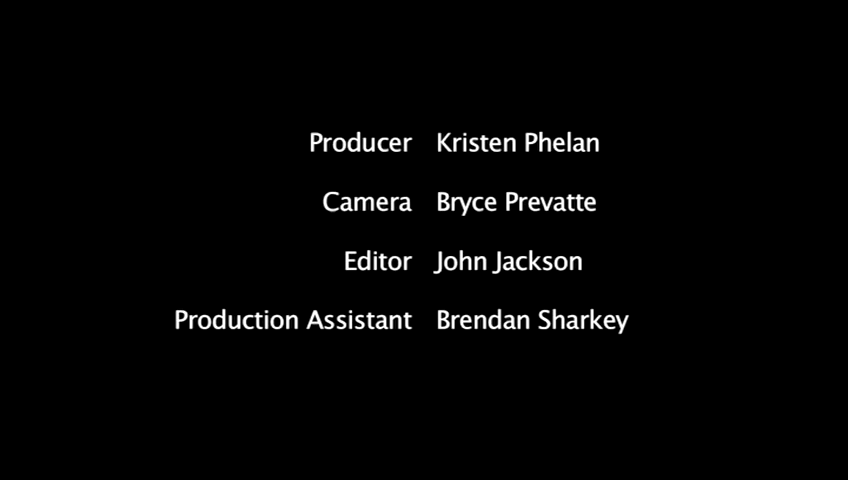 Producer Kristen Phelan
Camera Bryce Prevatte
Editor John Jackson
Production Assistant Brendan Sharkey